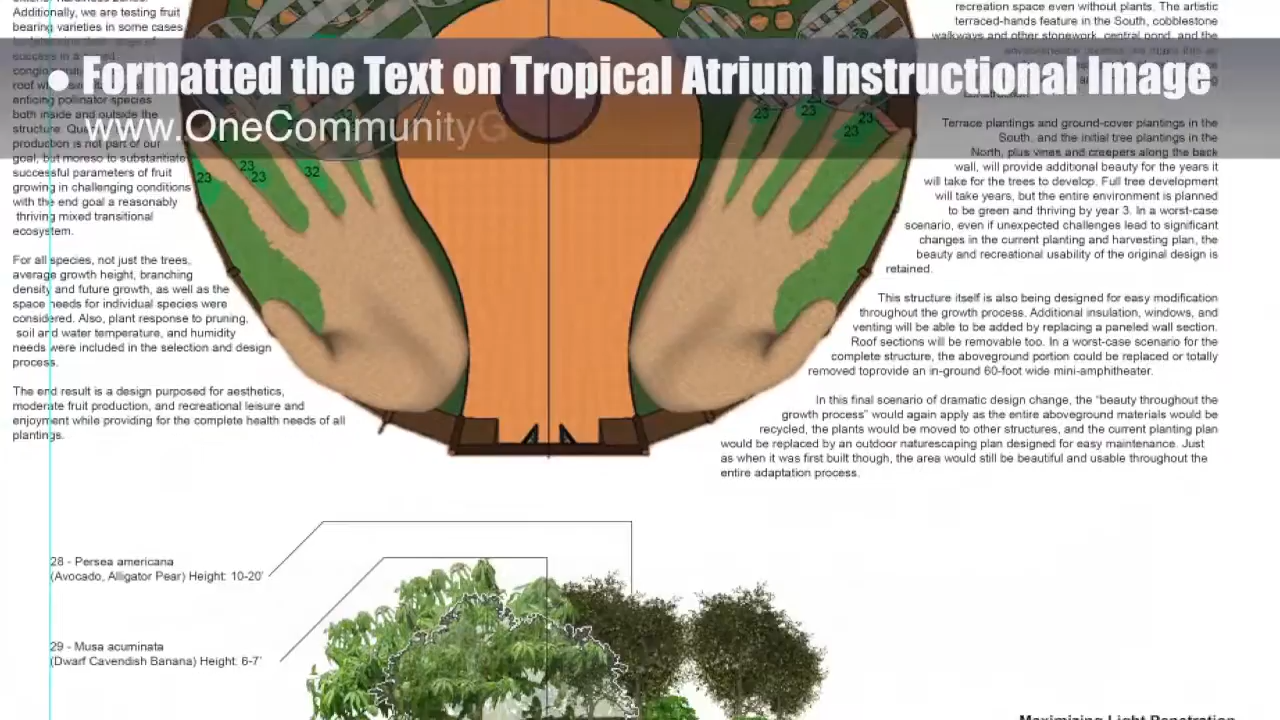 • Formatted the Text on Tropical Atrium Instructional Image
www.OneCommunityG
Additionally, we are testing fruit
bearing varieties in some cases
success in a
roof
anticing pollinator species
both inside and outside the
structure.
production is not part of our
goal, but moreso to substantiate
successful parameters of fruit
growing in challenging conditions
with the end goal a reasonably
thriving mixed transitional
ecosystem.
For all species, not just the trees,
average growth height, branching
density and future growth, as well as the
space needs for individual species were
considered. Also, plant response to pruning,
soil and water temperature, and humidity
needs were included in the selection and design
process.
The end result is a design purposed for aesthetics,
moderate fruit production, and recreational leisure and
enjoyment while providing for the complete health needs of all
plantings.
23
23
23
32
32
23
23
23
recreation space even without plants. The artistic
terraced-hands feature in the South, cobblestone
walkways and other stonework, central pond, and the
Terrace plantings and ground-cover plantings in the
South, and the initial tree plantings in the
North, plus vines and creepers along the back
wall, will provide additional beauty for the years it
will take for the trees to develop. Full tree development
will take years, but the entire environment is planned
to be green and thriving by year 3. In a worst-case
scenario, even if unexpected challenges lead to significant
changes in the current planting and harvesting plan, the
beauty and recreational usability of the original design is
retained.
This structure itself is also being designed for easy modification
throughout the growth process. Additional insulation, windows, and
venting will be able to be added by replacing a paneled wall section.
Roof sections will be removable too. In a worst-case scenario for the
complete structure, the aboveground portion could be replaced or totally
removed toprovide an in-ground 60-foot wide mini-amphitheater.
In this final scenario of dramatic design change, the “beauty throughout the
growth process” would again apply as the entire aboveground materials would be
recycled, the plants would be moved to other structures, and the current planting plan
would be replaced by an outdoor naturescaping plan designed for easy maintenance. Just
as when it was first built though, the area would still be beautiful and usable throughout the
entire adaptation process.
28 - Persea americana
(Avocado, Alligator Pear) Height: 10-20'
29 - Musa acuminata
(Dwarf Cavendish Banana) Height: 6-7'
Maximizing Light Penetration